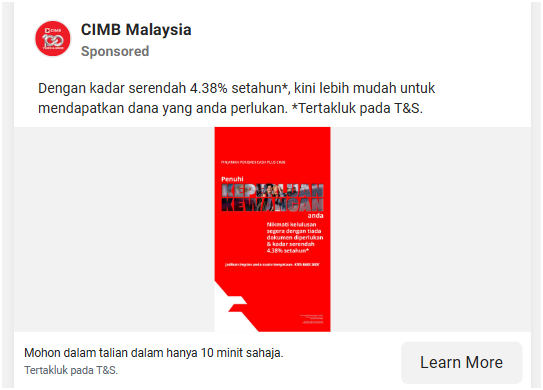 CIMB
100
CIMB Malaysia
Sponsored
Dengan kadar serendah 4.38% setahun*, kini lebih mudah untuk
mendapatkan dana yang anda perlukan. *Tertakluk pada T&S.
PINJAMAN PERIBADI CASH PLUS CIMB
Penuhi
KEPERLUAN
KEWANGAN
anda
Nikmati kelulusan
segera dengan tiada
dokumen diperlukan
& kadar serendah
4.38% setahun*
Mohon dalam talian dalam hanya 10 minit sahaja.
Tertakluk pada T&S.
Learn More